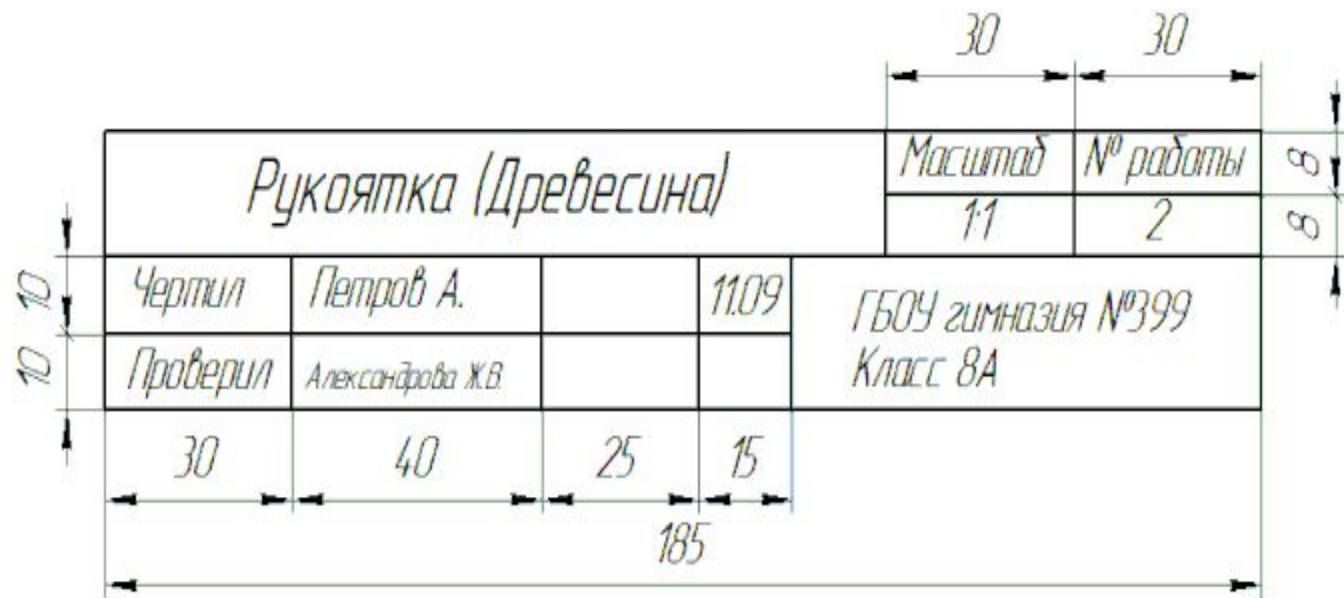 30 30
Рукоятка (Древесина)
Масштаб
№ работы
8
1:1
2
8
10
Чертил
Петров А.
11.09
ГБОУ гимназия №399
Класс 8А
10
Проверил
Александрова Ж.В.
30 40 25 15
185